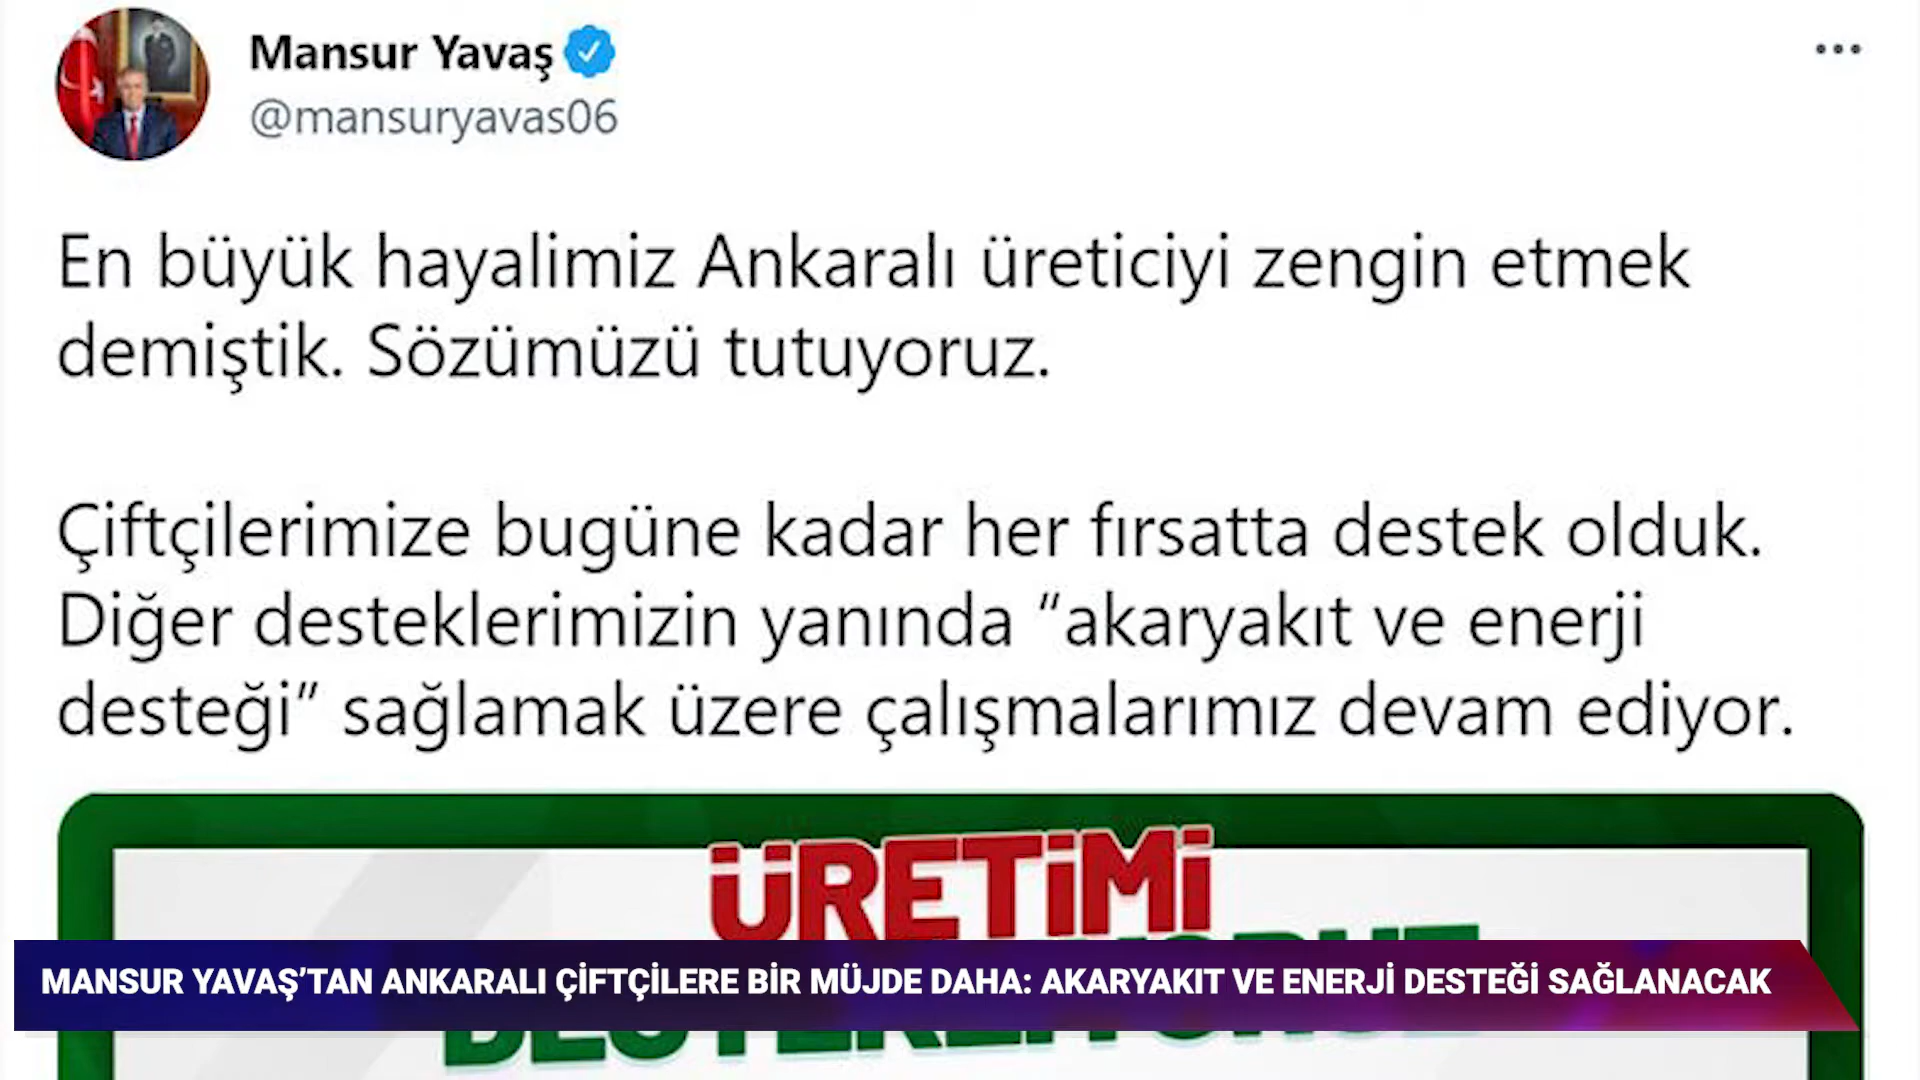 Mansur Yavaş
@mansuryavas06
En büyük hayalimiz Ankaralı üreticiyi zengin etmek
demiştik. Sözümüzü tutuyoruz.
Çiftçilerimize bugüne kadar her fırsatta destek olduk.
Diğer desteklerimizin yanında “akaryakıt ve enerji
desteği” sağlamak üzere çalışmalarımız devam ediyor.
ÜRETİMİ
MANSUR YAVAŞ’TAN ANKARALI ÇİFTÇİLERE BİR MÜJDE DAHA: AKARYAKIT VE ENERJİ DESTEĞİ SAĞLANACAK